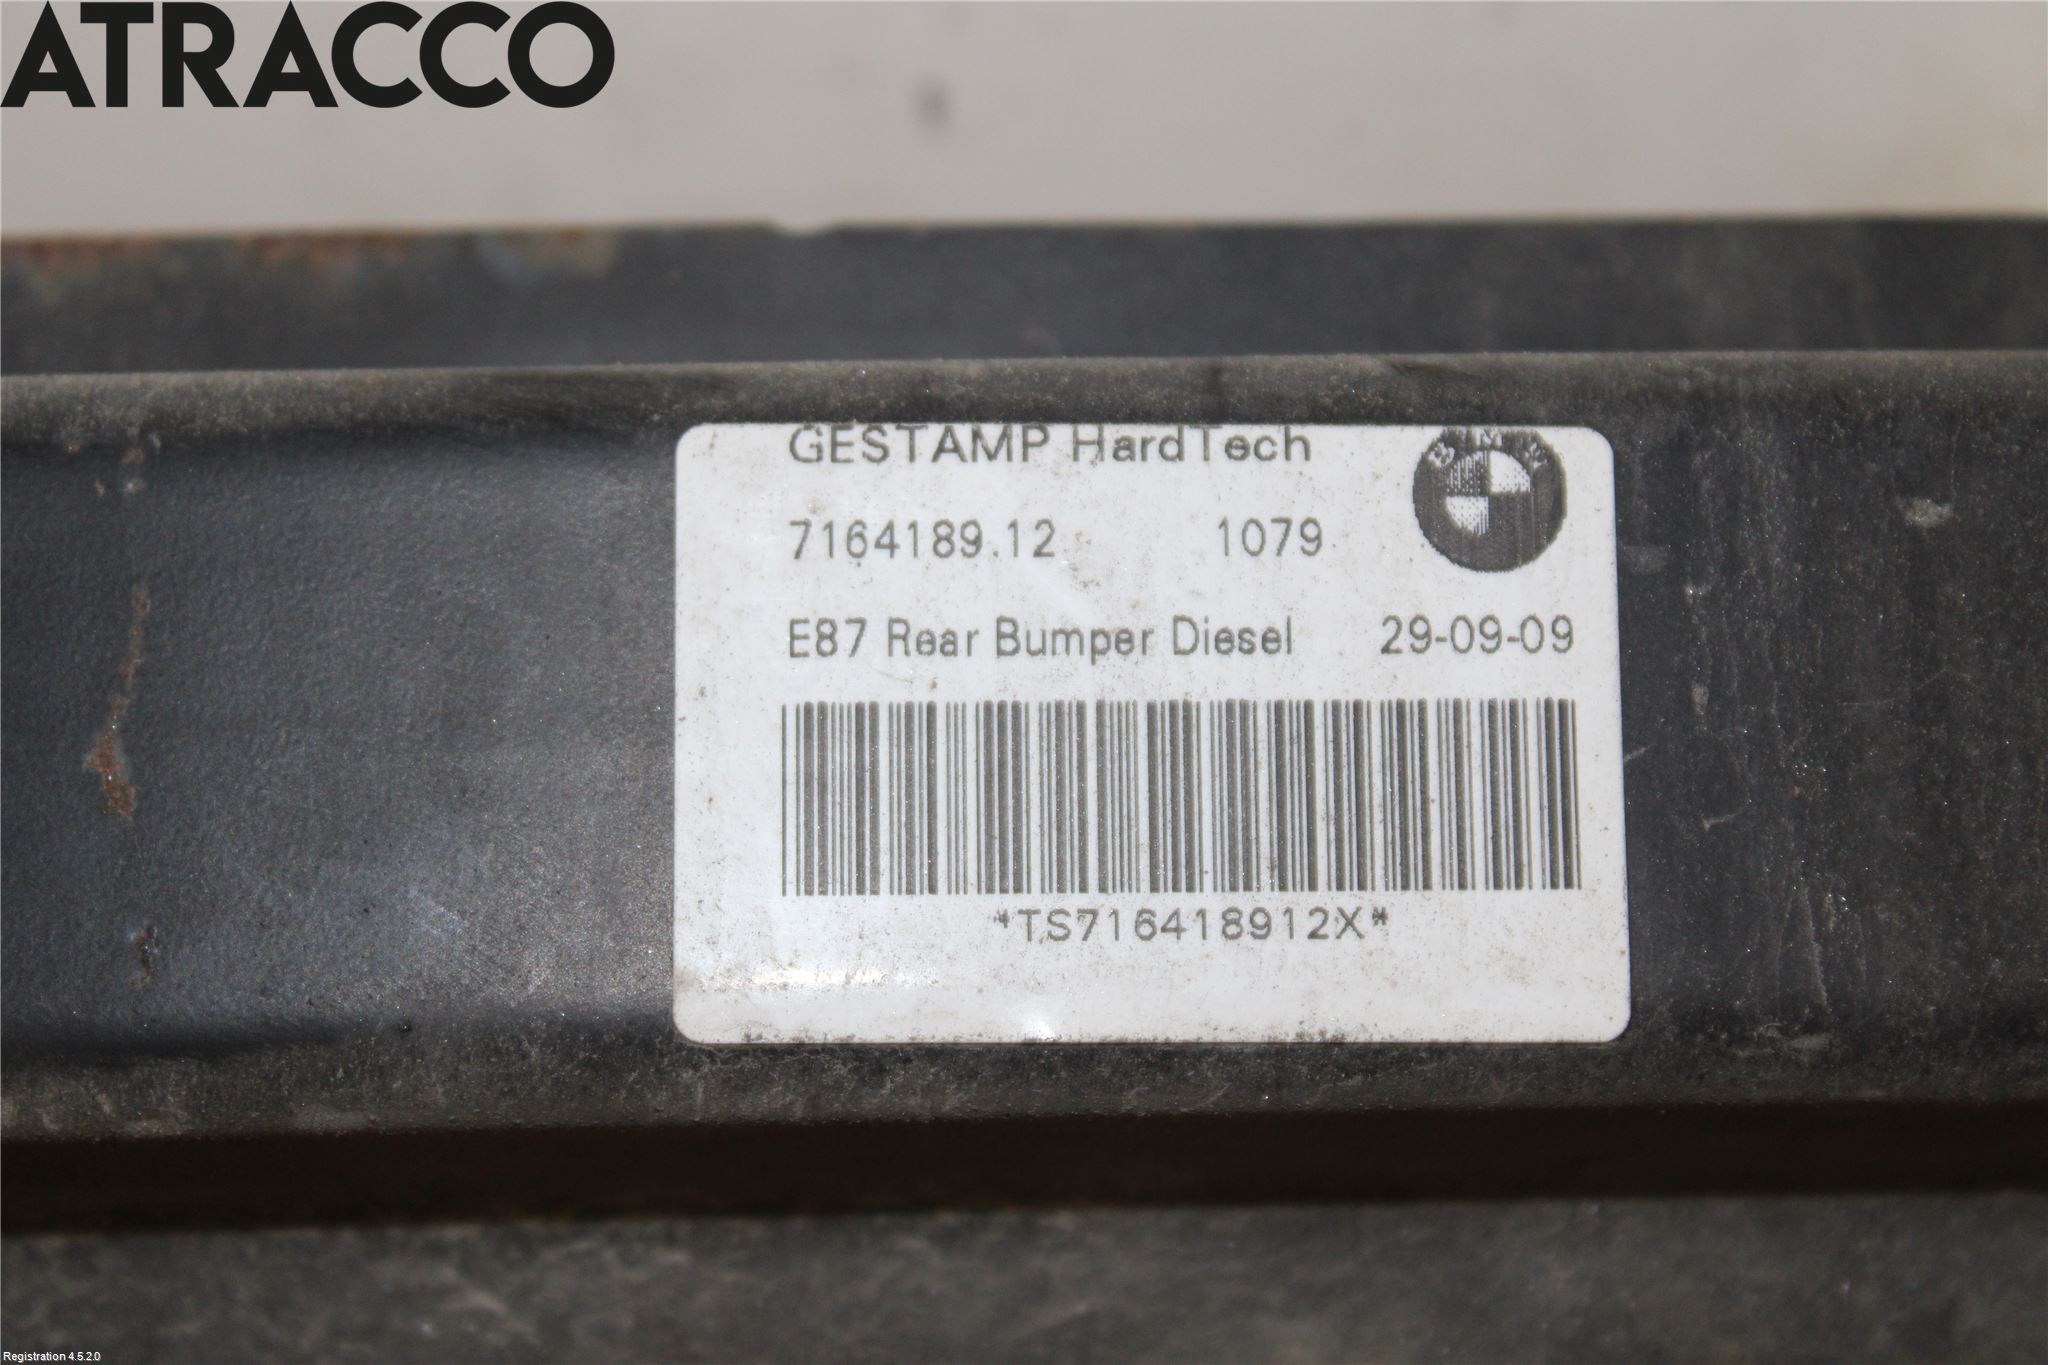 ATRACCO
GESTAMP HardTech
BMW
7164189.12 1079
E87 Rear Bumper Diesel 29-09-09
*TS716418912X*
Registration 4.5.2.0